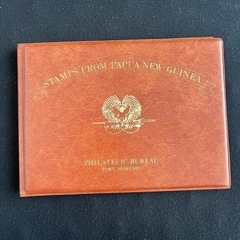 STAMPS FROM PAPUA NEW GUINEA
PHILATELIC BUREAU
PORT MORESBY